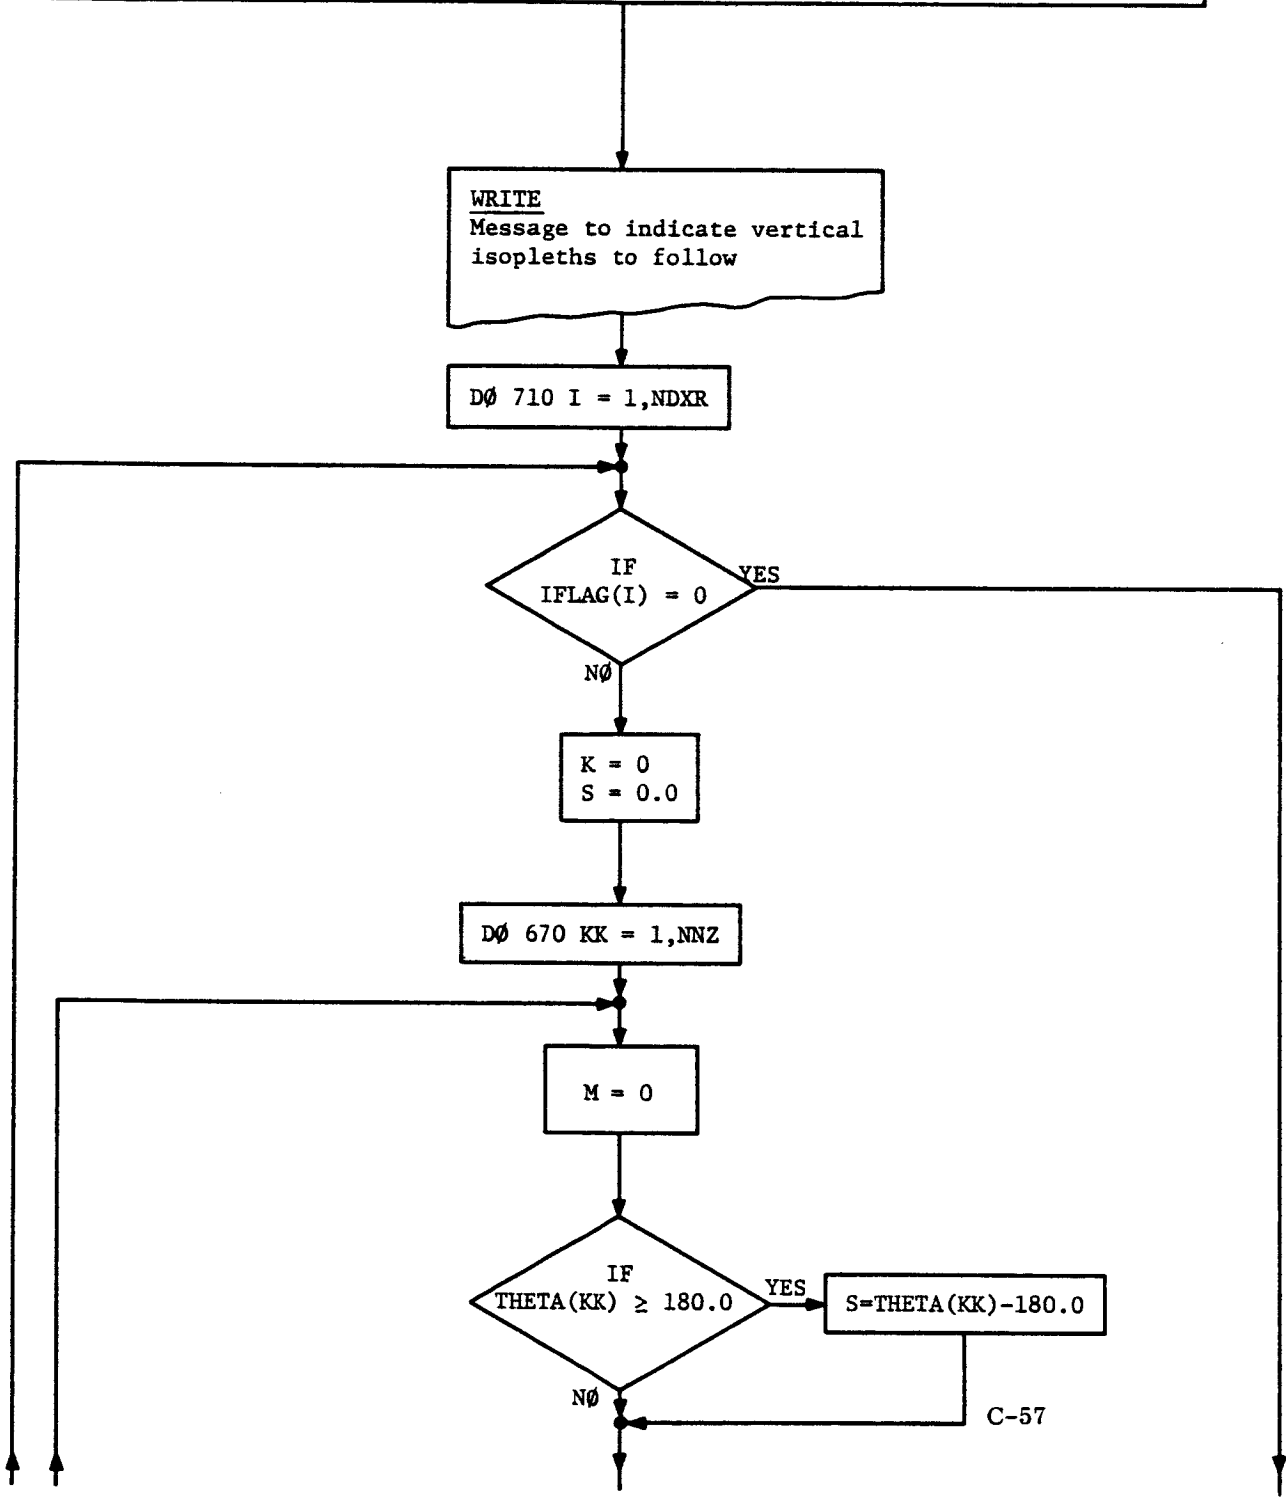 WRITE
Message to indicate vertical
isopleths to follow
DØ 710 I = 1,NDXR
IF
IFLAG(I) = 0
YES
NØ
K = 0
S = 0.0
DØ 670 KK = 1,NNZ
M = 0
IF
THETA(KK) ≥ 180.0
YES
S=THETA(KK)-180.0
NØ
C-57